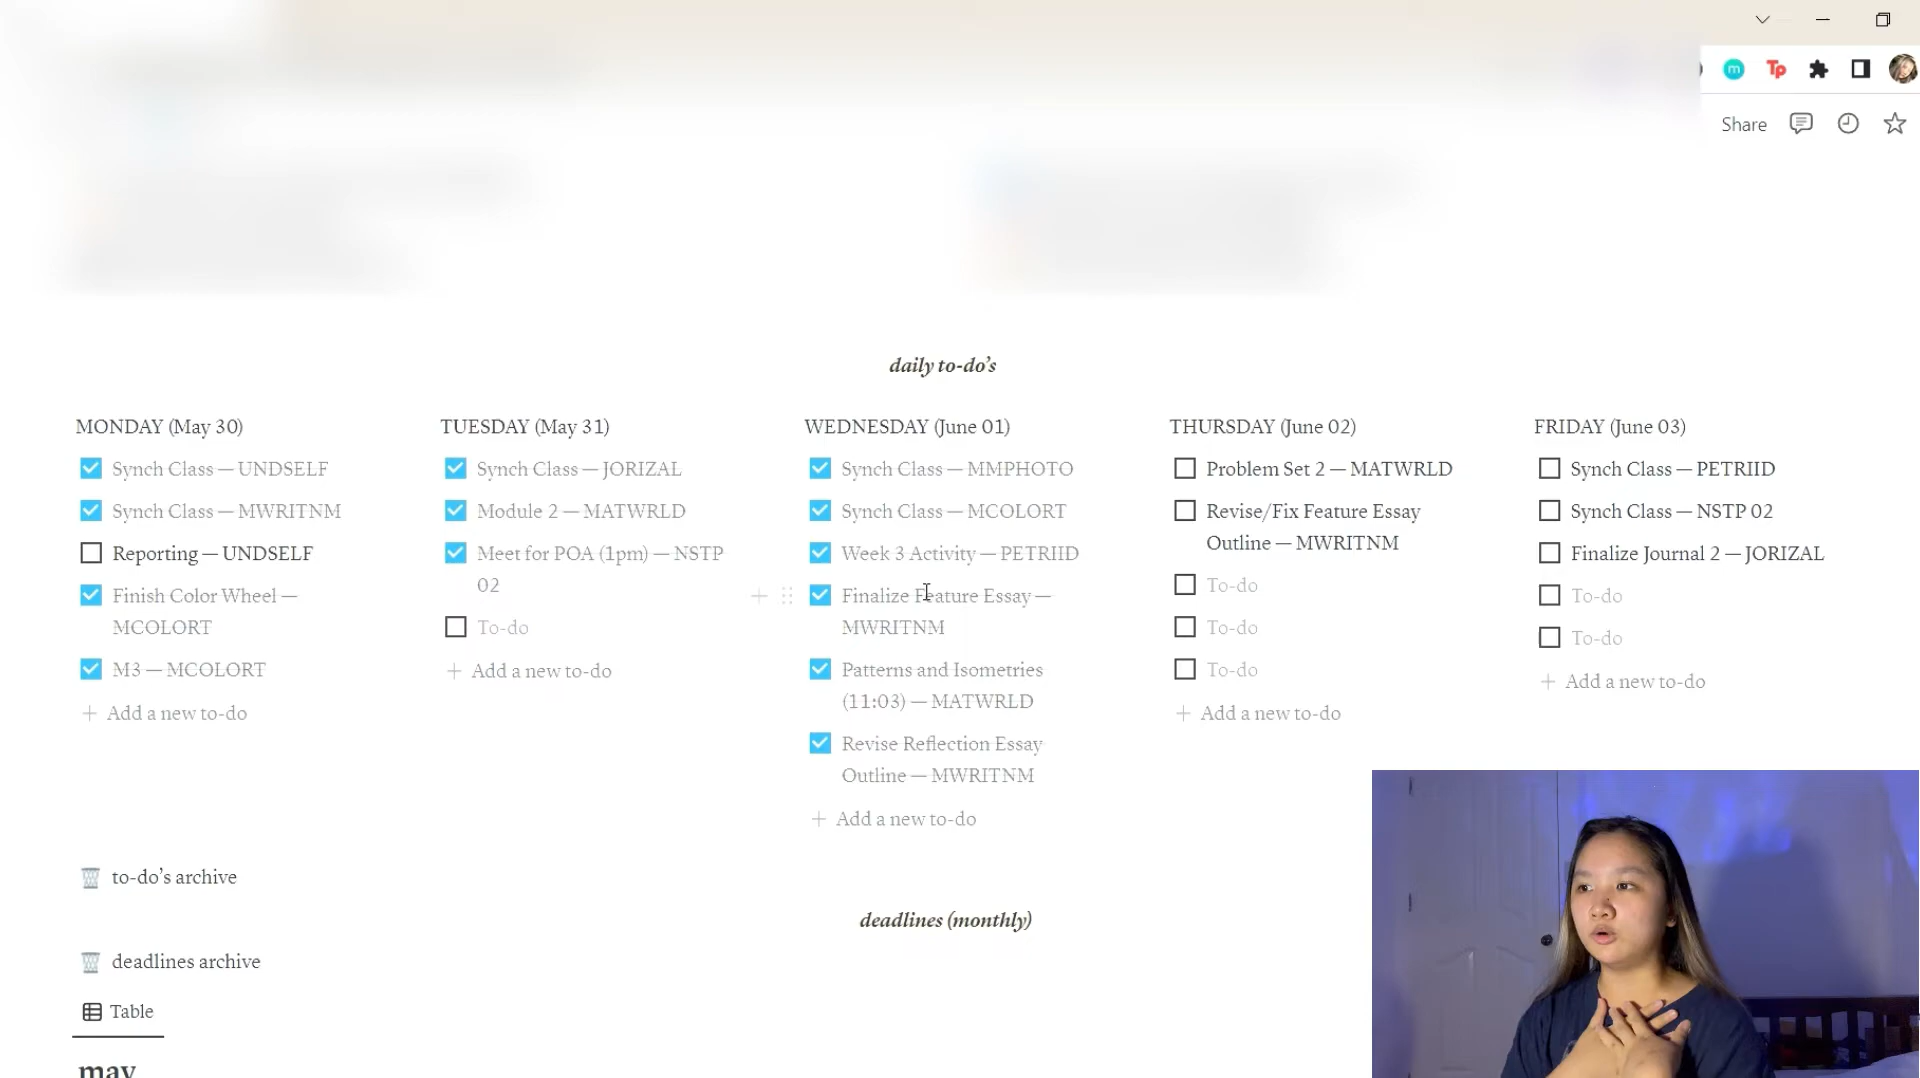 m
Tp
Share
daily to-do's
MONDAY (May 30)
Synch Class — UNDSELF
Synch Class — MWRITNM
Reporting — UNDSELF
Finish Color Wheel —
MCOLORT
M3 — MCOLORT
+ Add a new to-do
TUESDAY (May 31)
Synch Class — JORIZAL
Module 2 — MATWRLD
Meet for POA (1pm) — NSTP
02
To-do
+ Add a new to-do
WEDNESDAY (June 01)
Synch Class — MMPHOTO
Synch Class — MCOLORT
Week 3 Activity — PETRIID
Finalize Feature Essay —
MWRITNM
Patterns and Isometries
(11:03) — MATWRLD
Revise Reflection Essay
Outline — MWRITNM
+ Add a new to-do
THURSDAY (June 02)
Problem Set 2 — MATWRLD
Revise/Fix Feature Essay
Outline — MWRITNM
To-do
To-do
To-do
+ Add a new to-do
FRIDAY (June 03)
Synch Class — PETRIID
Synch Class — NSTP 02
Finalize Journal 2 — JORIZAL
To-do
To-do
+ Add a new to-do
to-do's archive
deadlines (monthly)
deadlines archive
Table
may